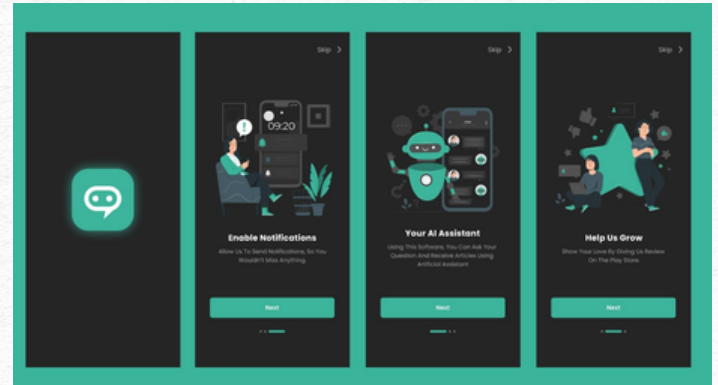 Skip
09:20
Enable Notifications
Allow Us To Send Notifications, So You
Wouldn't Miss Anything.
Next
Skip
Your AI Assistant
Using This Software, You Can Ask Your
Question And Receive Articles Using
Artificial Assistant
Next
Skip
Help Us Grow
Show Your Love By Giving Us Review
On The Play Store.
Next